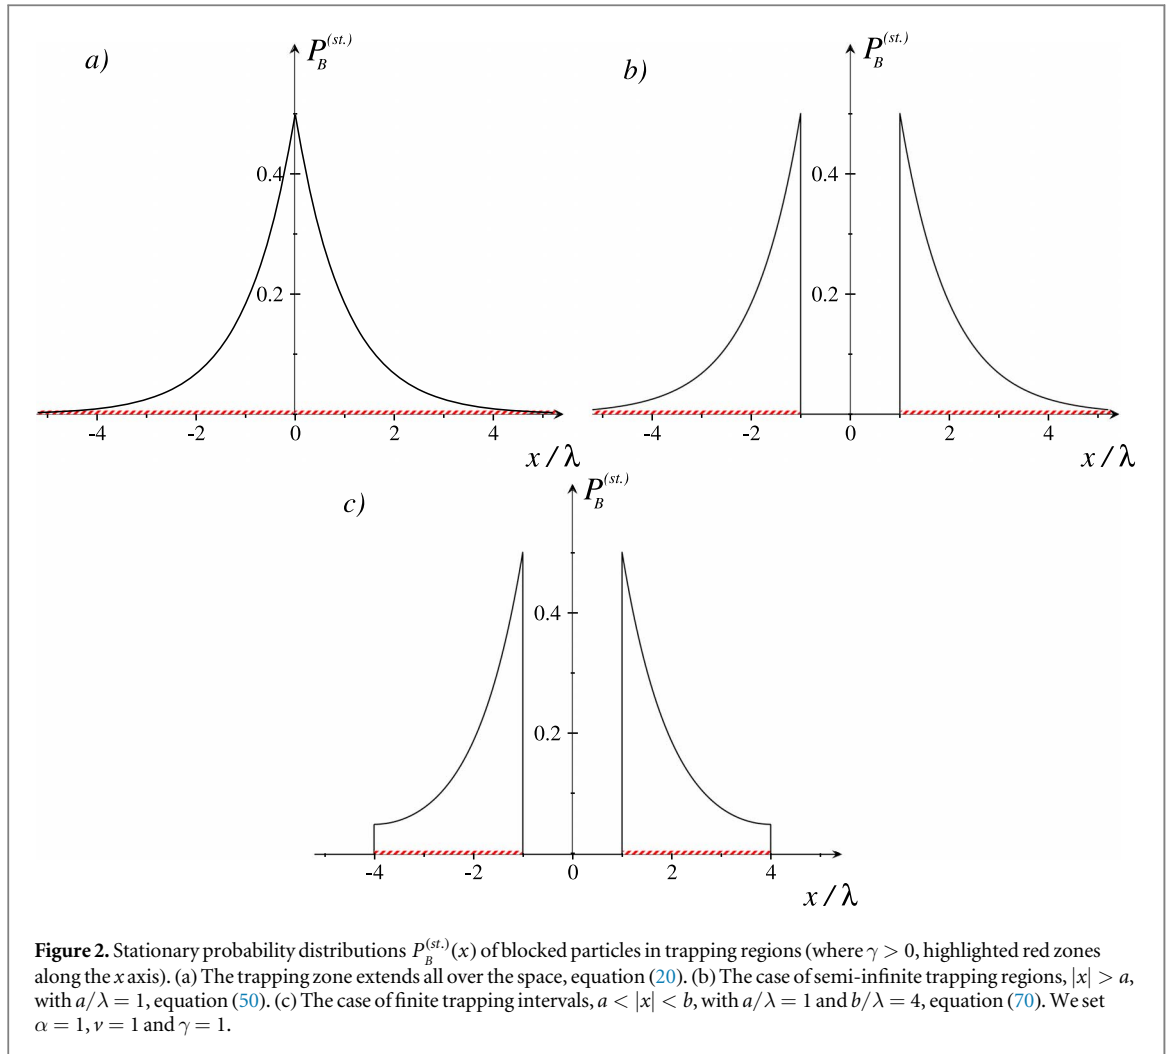 a)
P_B^(st.)
0.4
0.2
-4 -2 0 2 4
x / λ
b)
P_B^(st.)
0.4
0.2
-4 -2 0 2 4
x / λ
c)
P_B^(st.)
0.4
0.2
-4 -2 0 2 4
x / λ
Figure 2. Stationary probability distributions P_B^(st.)(x) of blocked particles in trapping regions (where γ > 0, highlighted red zones
along the x axis). (a) The trapping zone extends all over the space, equation (20). (b) The case of semi-infinite trapping regions, |x| > a,
with a/λ = 1, equation (50). (c) The case of finite trapping intervals, a < |x| < b, with a/λ = 1 and b/λ = 4, equation (70). We set
α = 1, ν = 1 and γ = 1.